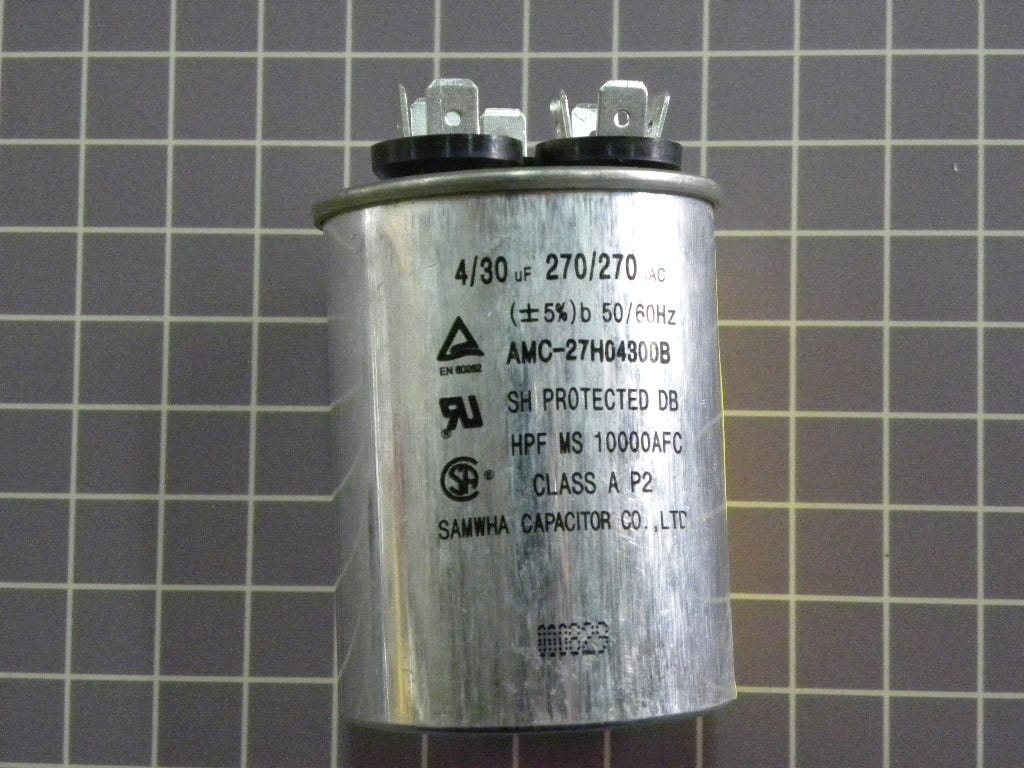 4/30 uF 270/270 VAC
(±5%)b 50/60Hz
AMC-27H04300B
EN 60252
SH PROTECTED DB
HPF MS 10000AFC
CLASS A P2
SAMWHA CAPACITOR CO.,LTD